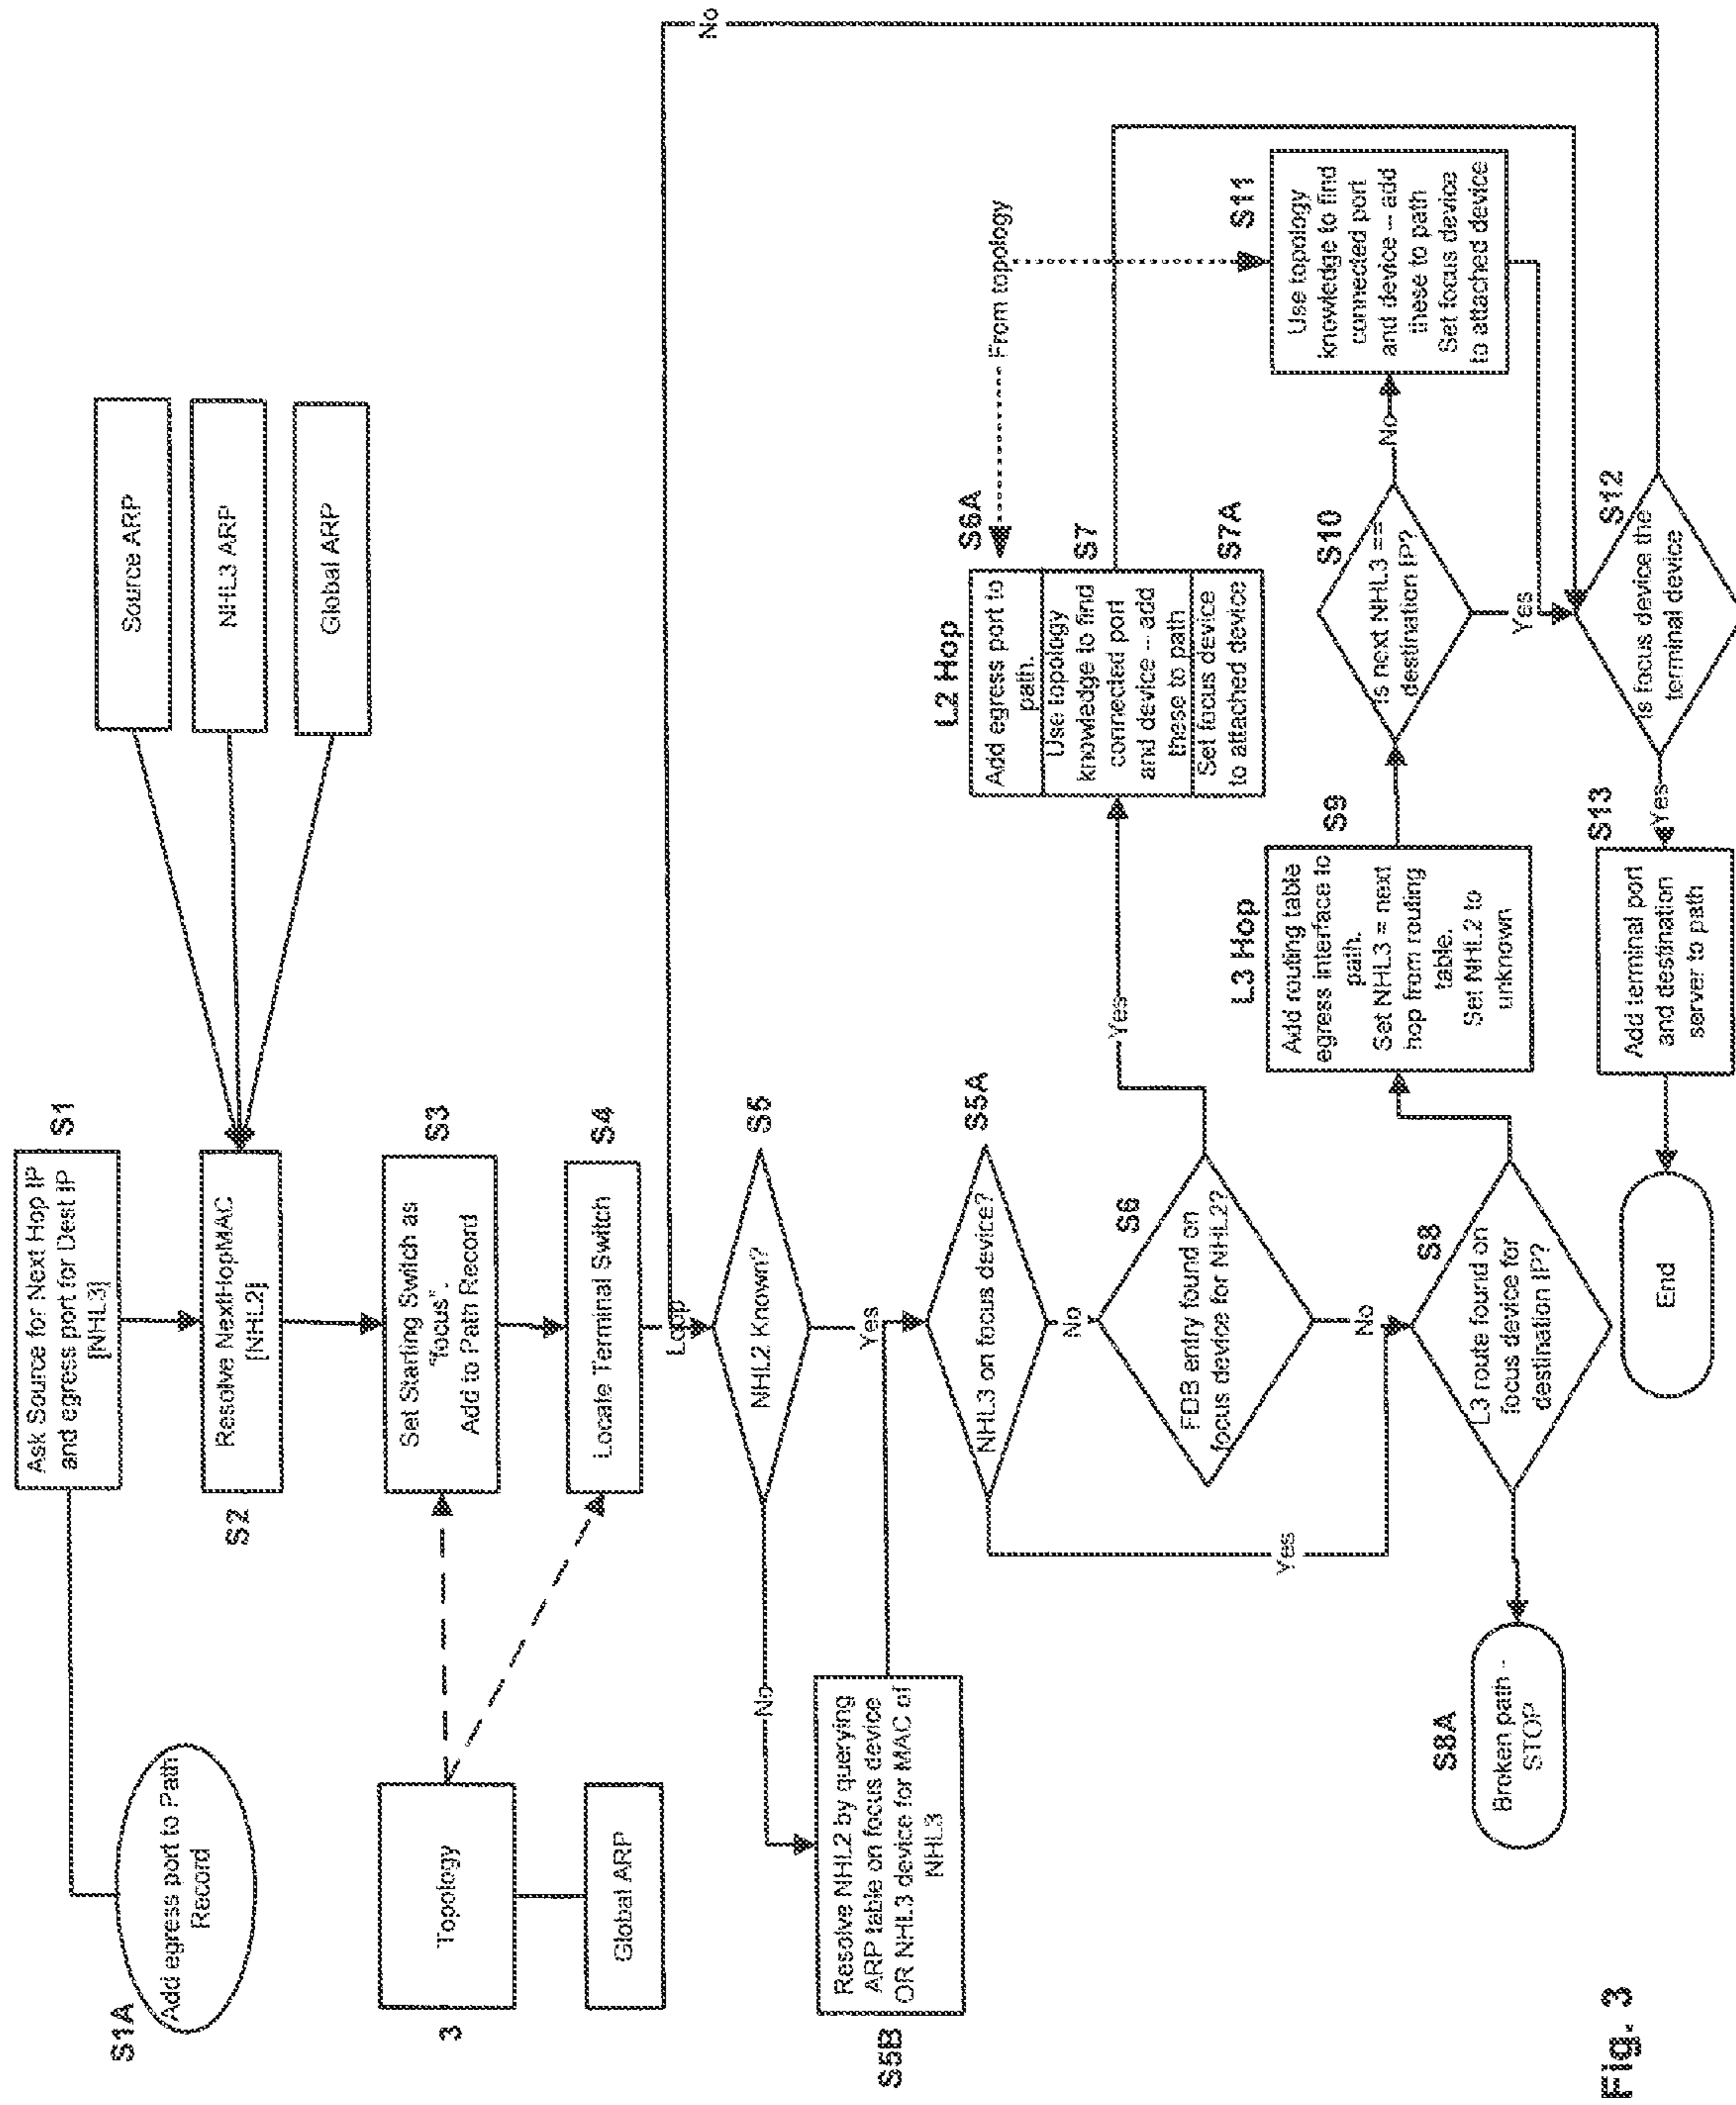 S1A
Add egress port to Path
Record
Ask Source for Next Hop IP
and egress port for Dest IP
[NHL3]
S1
S2
Resolve NextHopMAC
[NHL2]
Source ARP
NHL3 ARP
Global ARP
3
Topology
Global ARP
Set Starting Switch as
"focus".
Add to Path Record
S3
Locate Terminal Switch
S4
Loop
No
NHL2 Known?
S5
No
Yes
S5B
Resolve NHL2 by querying
ARP table on focus device
OR NHL3 device for MAC of
NHL3
NHL3 on focus device?
S5A
No
Yes
FDB entry found on
focus device for NHL2?
S6
Yes
No
L2 Hop
Add egress port to
path.
S6A
From topology
Use topology
knowledge to find
connected port
and device -- add
these to path
S7
Set focus device
to attached device
S7A
L3 route found on
focus device for
destination IP?
S8
S8A
Broken path -
STOP
L3 Hop
Add routing table
egress interface to
path.
Set NHL3 = next
hop from routing
table.
Set NHL2 to
unknown
S9
Is next NHL3 ==
destination IP?
S10
No
Yes
Use topology
knowledge to find
connected port
and device -- add
these to path
Set focus device
to attached device
S11
Is focus device the
terminal device
S12
Yes
Add terminal port
and destination
server to path
S13
End
Fig. 3